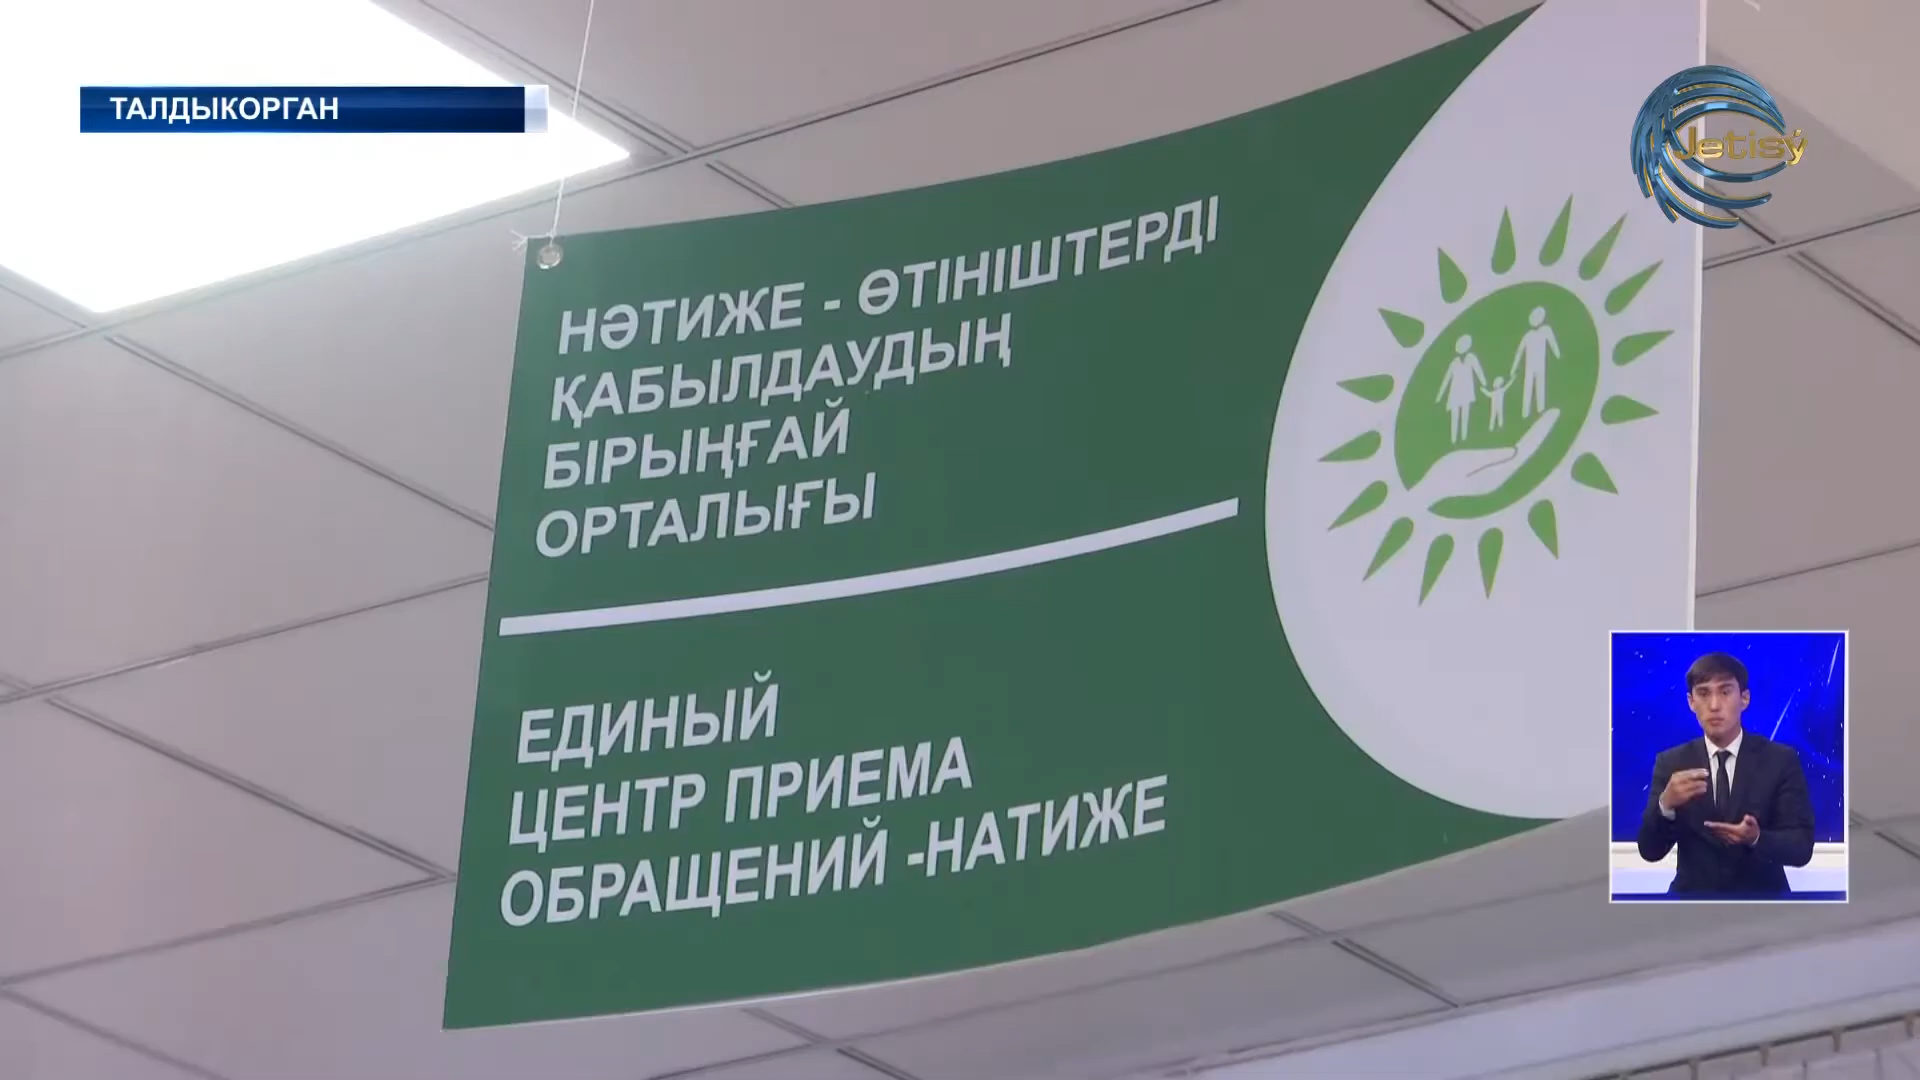 ТАЛДЫКОРГАН
Jetisý
НӘТИЖЕ - ӨТІНІШТЕРДІ
ҚАБЫЛДАУДЫҢ
БІРЫҢҒАЙ
ОРТАЛЫҒЫ
ЕДИНЫЙ
ЦЕНТР ПРИЕМА
ОБРАЩЕНИЙ -НАТИЖЕ